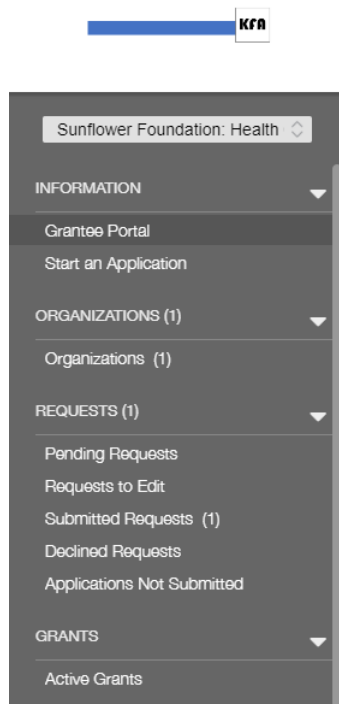 KFA
Sunflower Foundation: Health
INFORMATION
Grantee Portal
Start an Application
ORGANIZATIONS (1)
Organizations (1)
REQUESTS (1)
Pending Requests
Requests to Edit
Submitted Requests (1)
Declined Requests
Applications Not Submitted
GRANTS
Active Grants